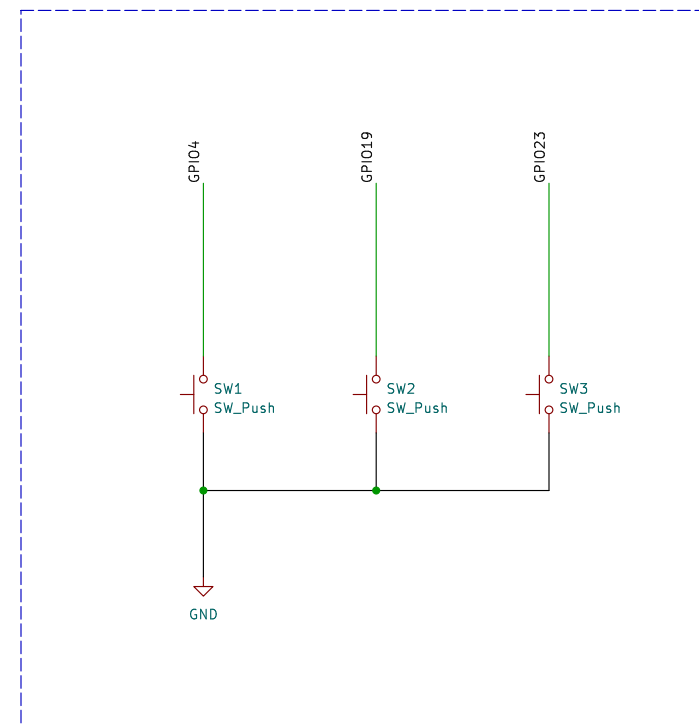 GPIO4
GPIO19
GPIO23
SW1
SW_Push
SW2
SW_Push
SW3
SW_Push
GND